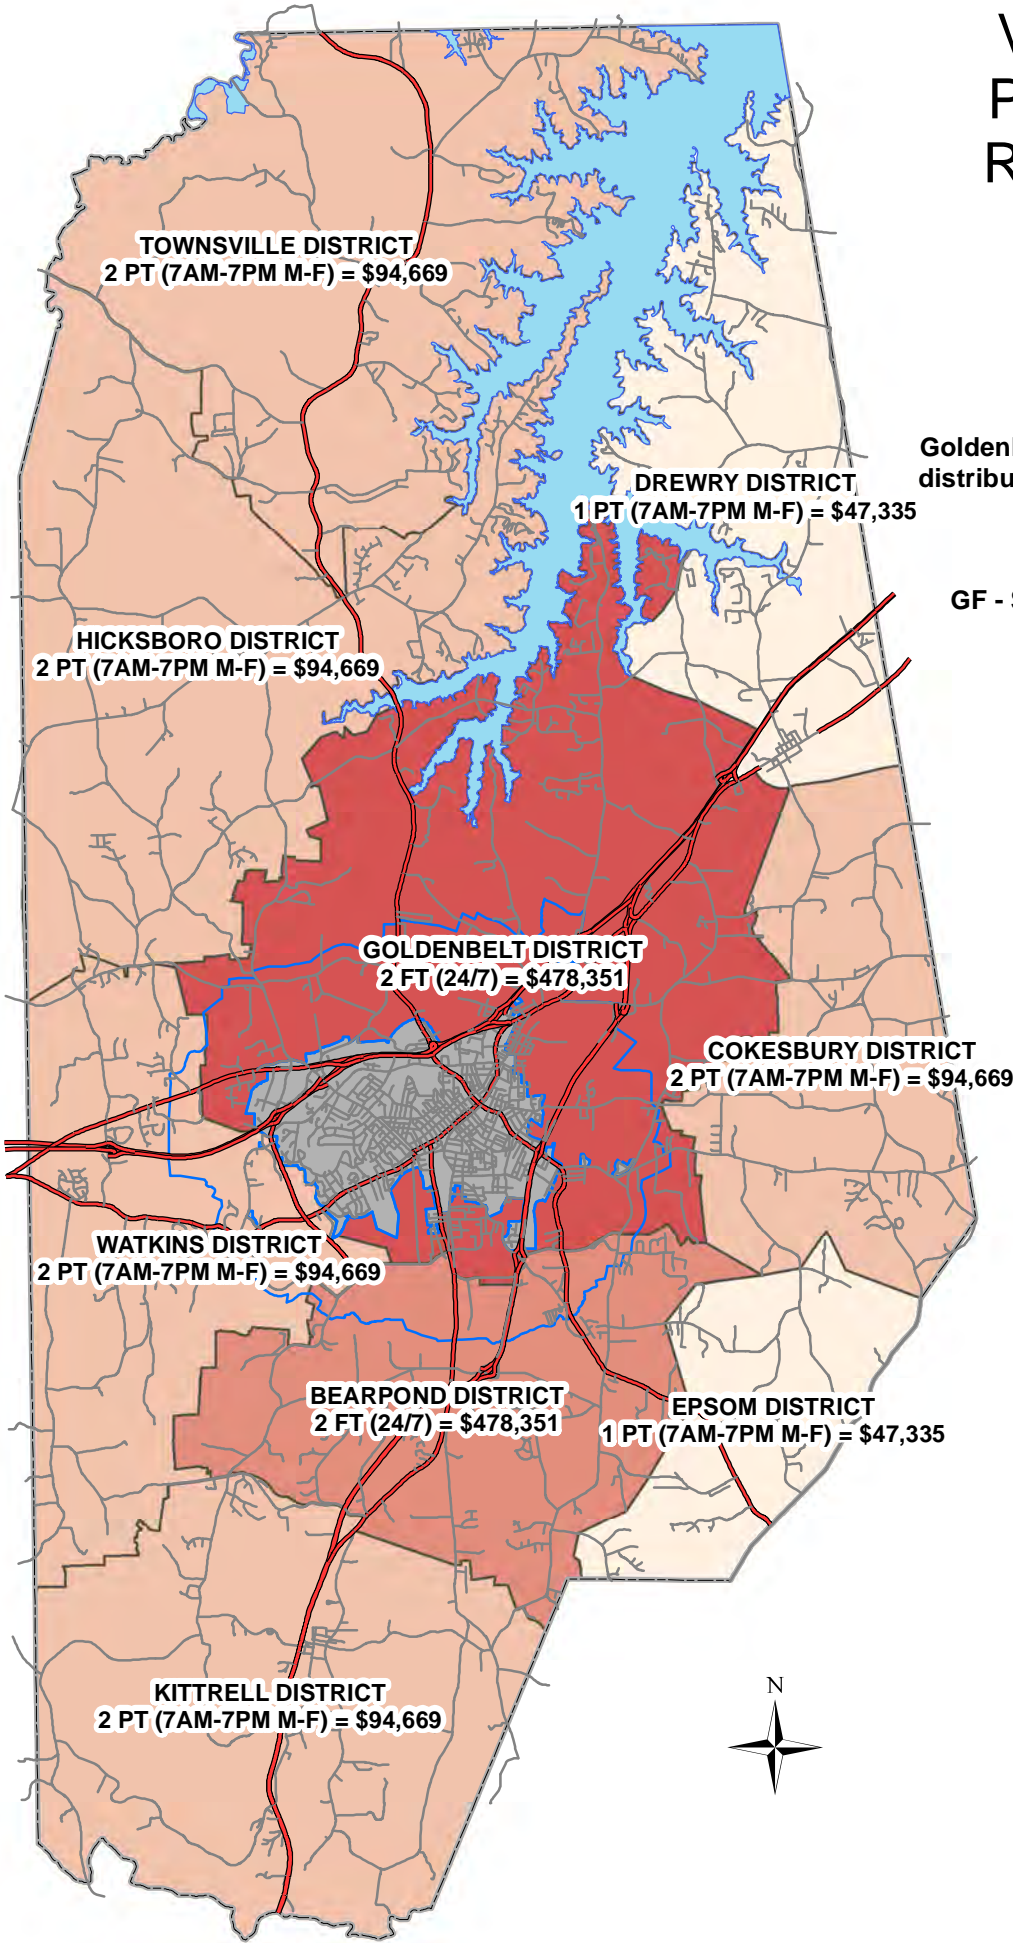 TOWNSVILLE DISTRICT
2 PT (7AM-7PM M-F) = $94,669
DREWRY DISTRICT
1 PT (7AM-7PM M-F) = $47,335
GF -
HICKSBORO DISTRICT
2 PT (7AM-7PM M-F) = $94,669
GOLDENBELT DISTRICT
2 FT (24/7) = $478,351
COKESBURY DISTRICT
2 PT (7AM-7PM M-F) = $94,669
WATKINS DISTRICT
2 PT (7AM-7PM M-F) = $94,669
BEARPOND DISTRICT
2 FT (24/7) = $478,351
EPSOM DISTRICT
1 PT (7AM-7PM M-F) = $47,335
KITTRELL DISTRICT
2 PT (7AM-7PM M-F) = $94,669
N